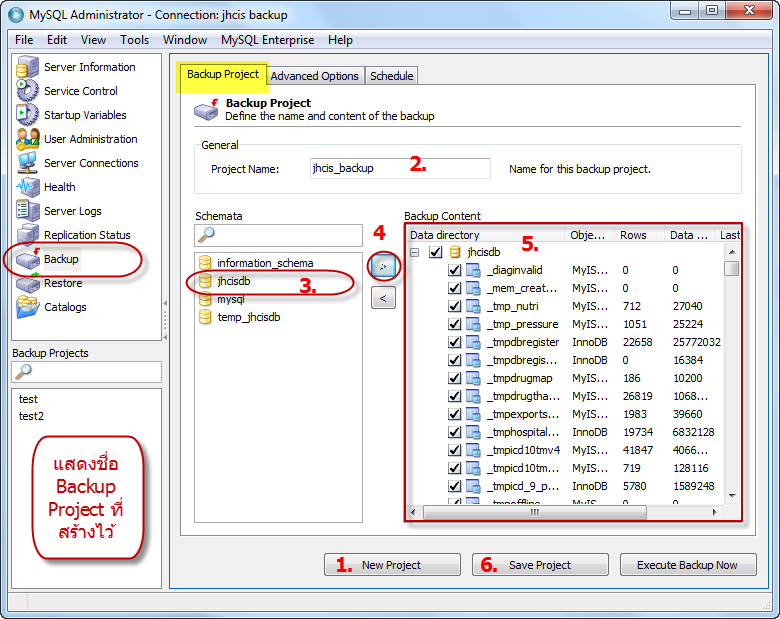 MySQL Administrator - Connection: jhcis backup
File Edit View Tools Window MySQL Enterprise Help
Server Information
Service Control
Startup Variables
User Administration
Server Connections
Health
Server Logs
Replication Status
Backup
Restore
Catalogs
Backup Projects
test
test2
แสดงชื่อ
Backup
Project ที่
สร้างไว้
Backup Project Advanced Options Schedule
Backup Project
Define the name and content of the backup
General
Project Name: jhcis_backup 2. Name for this backup project.
Schemata
information_schema
jhcisdb 3.
mysql
temp_jhcisdb
4
>
<
Backup Content
Data directory Obje... Rows Data ... Last
jhcisdb 5.
_diaginvalid MyIS... 0 0
_mem_creat... MyIS... 0 0
_tmp_nutri MyIS... 712 27040
_tmp_pressure MyIS... 1051 25224
_tmpdbregister InnoDB 22658 25772032
_tmpdbregis... InnoDB 0 16384
_tmpdrugmap MyIS... 186 10200
_tmpdrugtha... MyIS... 26819 1068...
_tmpexports... MyIS... 1983 39660
_tmphospital... InnoDB 19734 6832128
_tmpicd10tmv4 MyIS... 41847 4066...
_tmpicd10tm... MyIS... 719 128116
_tmpicd_9_p... InnoDB 5780 1589248
_tmpoffline MyIS... 0 0
1. New Project 6. Save Project Execute Backup Now